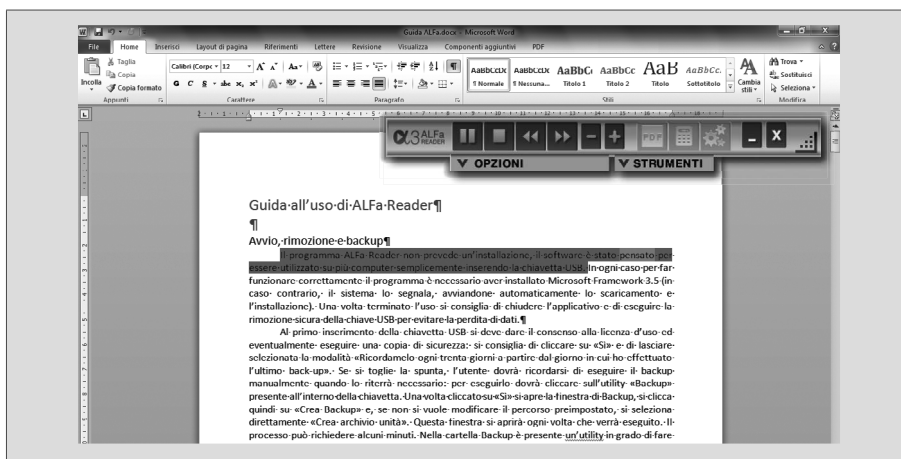 Guida ALFa.docx - Microsoft Word
File Home Inserisci Layout di pagina Riferimenti Lettere Revisione Visualizza Componenti aggiuntivi PDF
Incolla
Taglia
Copia
Copia formato
Appunti
Calibri (Corpo 12
G C S abc x₂ x²
Carattere
Paragrafo
AaBbCcDc AaBbCcDc AaBbC AaBbCc AaB AaBbCc.
¶ Normale ¶ Nessuna... Titolo 1 Titolo 2 Titolo Sottotitolo
Cambia stili
Stili
Trova
Sostituisci
Seleziona
Modifica
α3 ALFa READER
PDF
OPZIONI STRUMENTI
Guida·all'uso·di·ALFa·Reader¶
¶
Avvio,·rimozione·e·backup¶
Il·programma·ALFa·Reader·non·prevede·un'installazione,·il·software·è·stato·pensato·per·
essere·utilizzato·su·più·computer·semplicemente·inserendo·la·chiavetta·USB.·In·ogni·caso·per·far·
funzionare·correttamente·il·programma·è·necessario·aver·installato·Microsoft·Framework·3.5·(in·
caso· contrario,· il· sistema· lo· segnala,· avviandone· automaticamente· lo· scaricamento· e·
l'installazione).·Una·volta·terminato·l'uso·si·consiglia·di·chiudere·l'applicativo·e·di·eseguire·la·
rimozione·sicura·della·chiave·USB·per·evitare·la·perdita·di·dati.¶
Al·primo·inserimento·della·chiavetta·USB·si·deve·dare·il·consenso·alla·licenza·d'uso·ed·
eventualmente·eseguire·una·copia·di·sicurezza:·si·consiglia·di·cliccare·su·«Sì»·e·di·lasciare·
selezionata·la·modalità·«Ricordamelo·ogni·trenta·giorni·a·partire·dal·giorno·in·cui·ho·effettuato·
l'ultimo· back-up».· Se· si· toglie· la· spunta,· l'utente· dovrà· ricordarsi· di· eseguire· il· backup·
manualmente·quando·lo·riterrà·necessario:·per·eseguirlo·dovrà·cliccare·sull'utility·«Backup»·
presente·all'interno·della·chiavetta.·Una·volta·cliccato·su·«Sì»·si·apre·la·finestra·di·Backup,·si·clicca·
quindi·su·«Crea·Backup»·e,·se·non·si·vuole·modificare·il·percorso·preimpostato,·si·seleziona·
direttamente·«Crea·archivio·unità».·Questa·finestra·si·aprirà·ogni·volta·che·verrà·eseguito.·Il·
processo·può·richiedere·alcuni·minuti.·Nella·cartella·Backup·è·presente·un'utility·in·grado·di·fare·